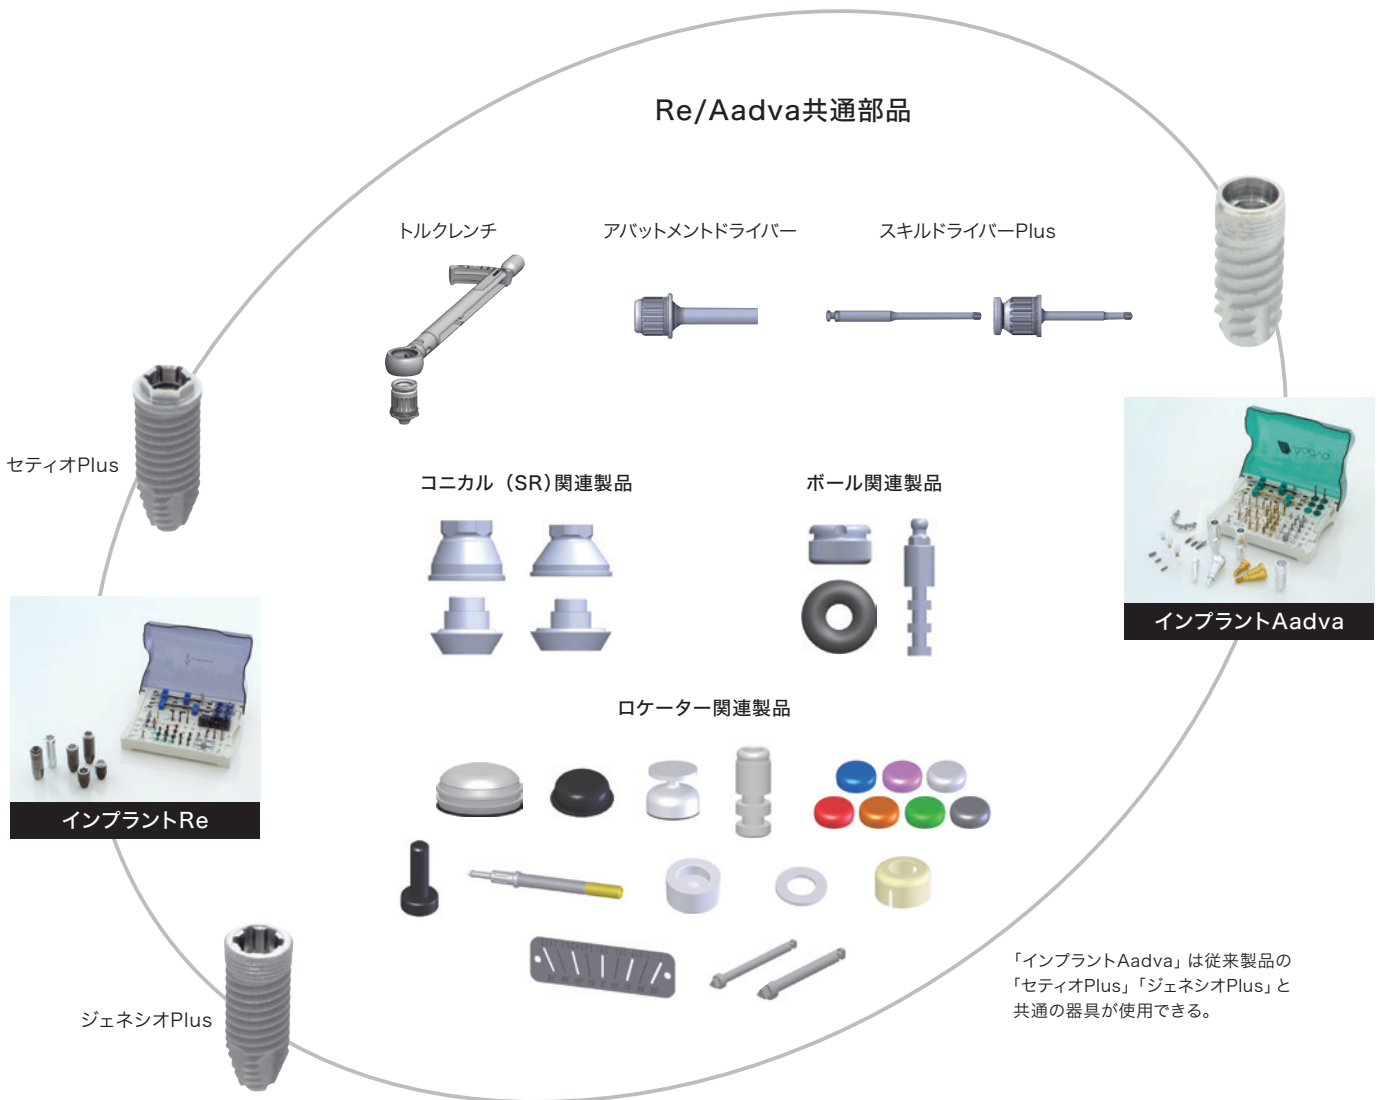 Re/Aadva共通部品
トルクレンチ
アバットメントドライバー
スキルドライバーPlus
セティオPlus
コニカル（SR）関連製品
ボール関連製品
Aadva
インプラントAadva
ロケーター関連製品
インプラントRe
ジェネシオPlus
「インプラントAadva」は従来製品の
「セティオPlus」「ジェネシオPlus」と
共通の器具が使用できる。